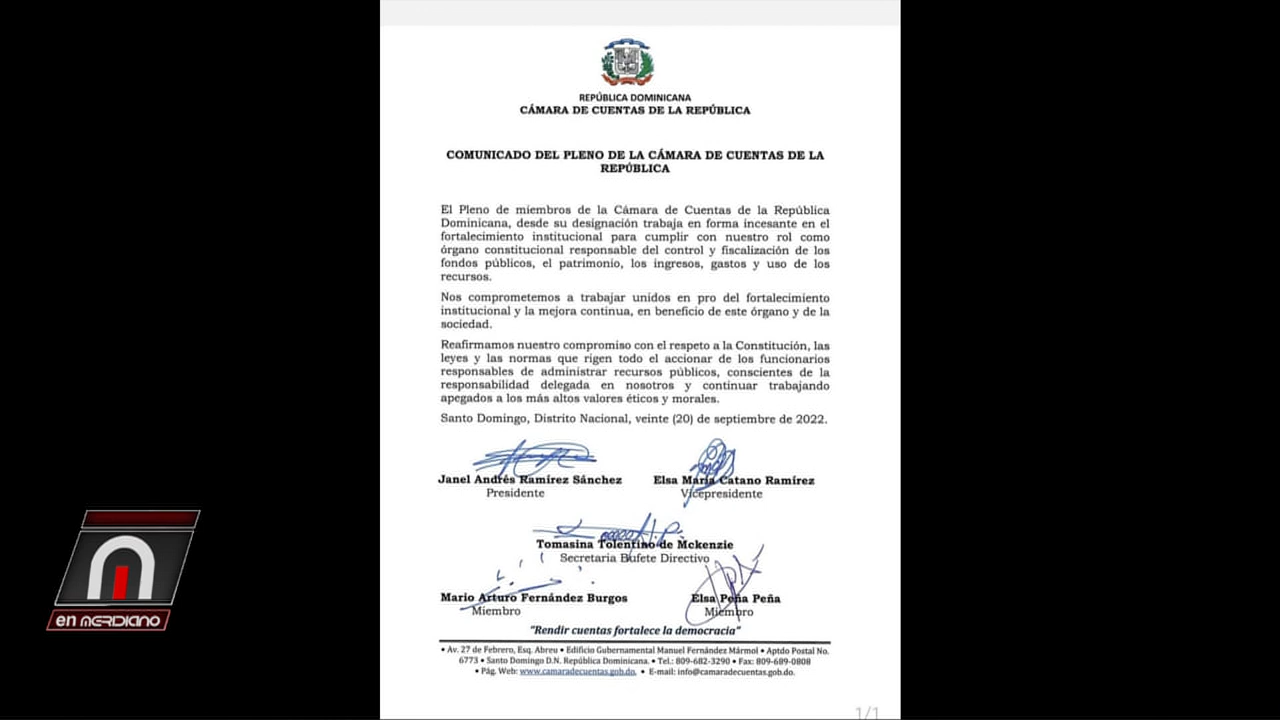 REPÚBLICA DOMINICANA
CÁMARA DE CUENTAS DE LA REPÚBLICA
COMUNICADO DEL PLENO DE LA CÁMARA DE CUENTAS DE LA
REPÚBLICA
El Pleno de miembros de la Cámara de Cuentas de la República
Dominicana, desde su designación trabaja en forma incesante en el
fortalecimiento institucional para cumplir con nuestro rol como
órgano constitucional responsable del control y fiscalización de los
fondos públicos, el patrimonio, los ingresos, gastos y uso de los
recursos.
Nos comprometemos a trabajar unidos en pro del fortalecimiento
institucional y la mejora continua, en beneficio de este órgano y de la
sociedad.
Reafirmamos nuestro compromiso con el respeto a la Constitución, las
leyes y las normas que rigen todo el accionar de los funcionarios
responsables de administrar recursos públicos, conscientes de la
responsabilidad delegada en nosotros y continuar trabajando
apegados a los más altos valores éticos y morales.
Santo Domingo, Distrito Nacional, veinte (20) de septiembre de 2022.
Janel Andrés Ramírez Sánchez Elsa María Catano Ramírez
Presidente Vicepresidente
Tomasina Tolentino de Mckenzie
Secretaria Bufete Directivo
Mario Arturo Fernández Burgos Elsa Peña Peña
Miembro Miembro
"Rendir cuentas fortalece la democracia"
• Av. 27 de Febrero, Esq. Abreu • Edificio Gubernamental Manuel Fernández Mármol • Aptdo Postal No.
6773 • Santo Domingo D.N. República Dominicana. • Tel.: 809-682-3290 • Fax: 809-689-0808
• Pág. Web: www.camaradecuentas.gob.do. • E-mail: info@camaradecuentas.gob.do.
1/1
en MERDIANO